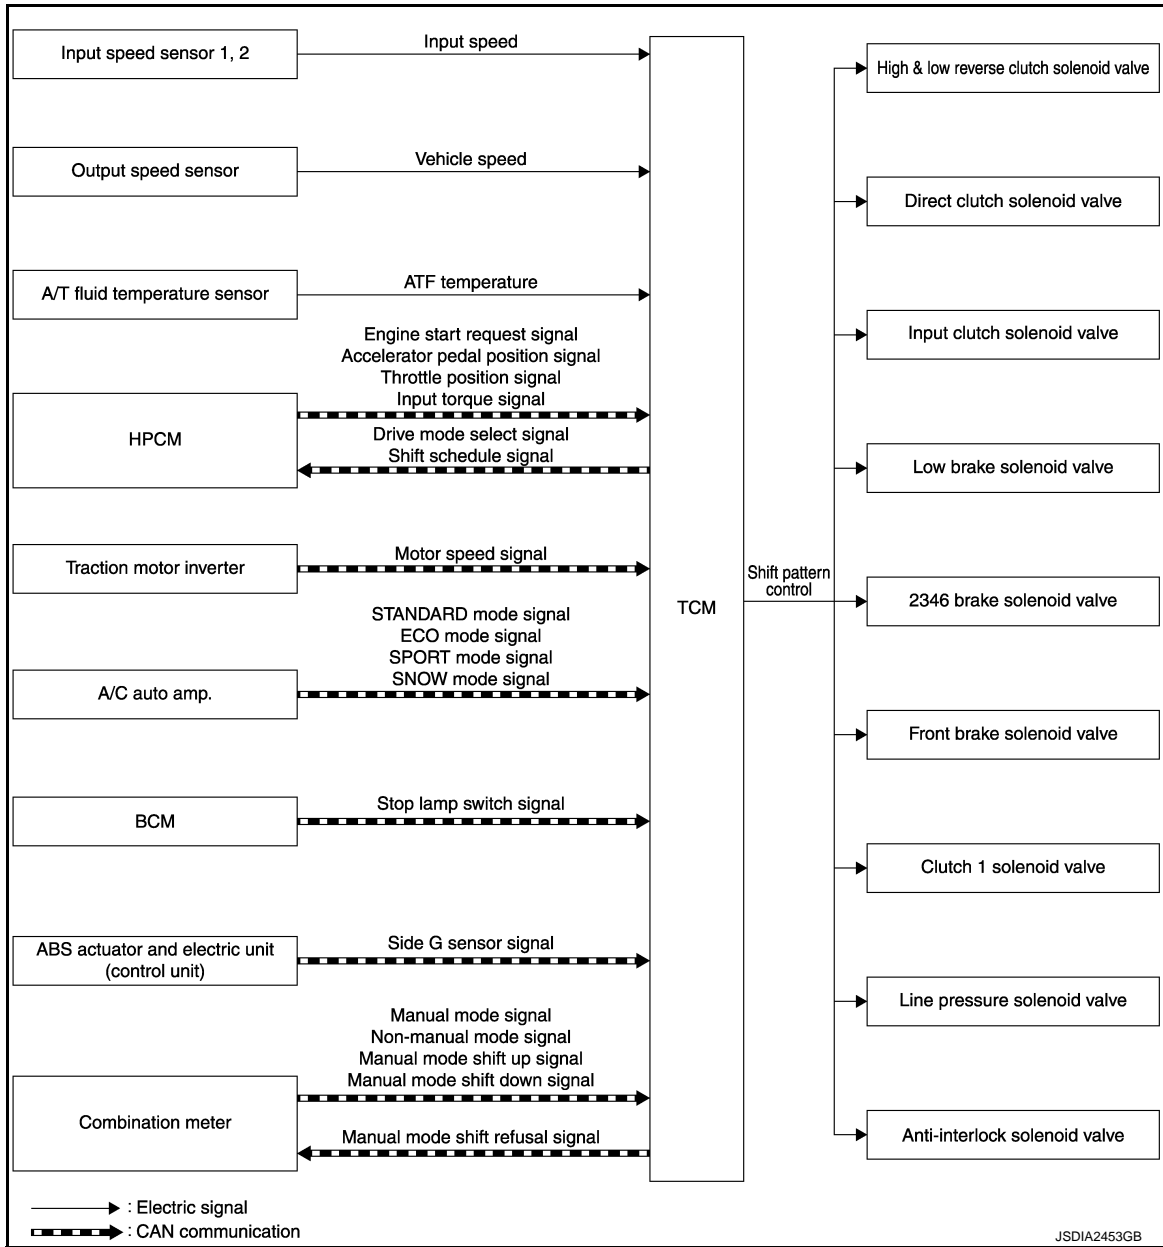 Input speed sensor 1, 2
Input speed
Output speed sensor
Vehicle speed
A/T fluid temperature sensor
ATF temperature
HPCM
Engine start request signal
Accelerator pedal position signal
Throttle position signal
Input torque signal
Drive mode select signal
Shift schedule signal
Traction motor inverter
Motor speed signal
A/C auto amp.
STANDARD mode signal
ECO mode signal
SPORT mode signal
SNOW mode signal
BCM
Stop lamp switch signal
ABS actuator and electric unit
(control unit)
Side G sensor signal
Combination meter
Manual mode signal
Non-manual mode signal
Manual mode shift up signal
Manual mode shift down signal
Manual mode shift refusal signal
TCM
Shift pattern
control
High & low reverse clutch solenoid valve
Direct clutch solenoid valve
Input clutch solenoid valve
Low brake solenoid valve
2346 brake solenoid valve
Front brake solenoid valve
Clutch 1 solenoid valve
Line pressure solenoid valve
Anti-interlock solenoid valve
: Electric signal
: CAN communication
JSDIA2453GB